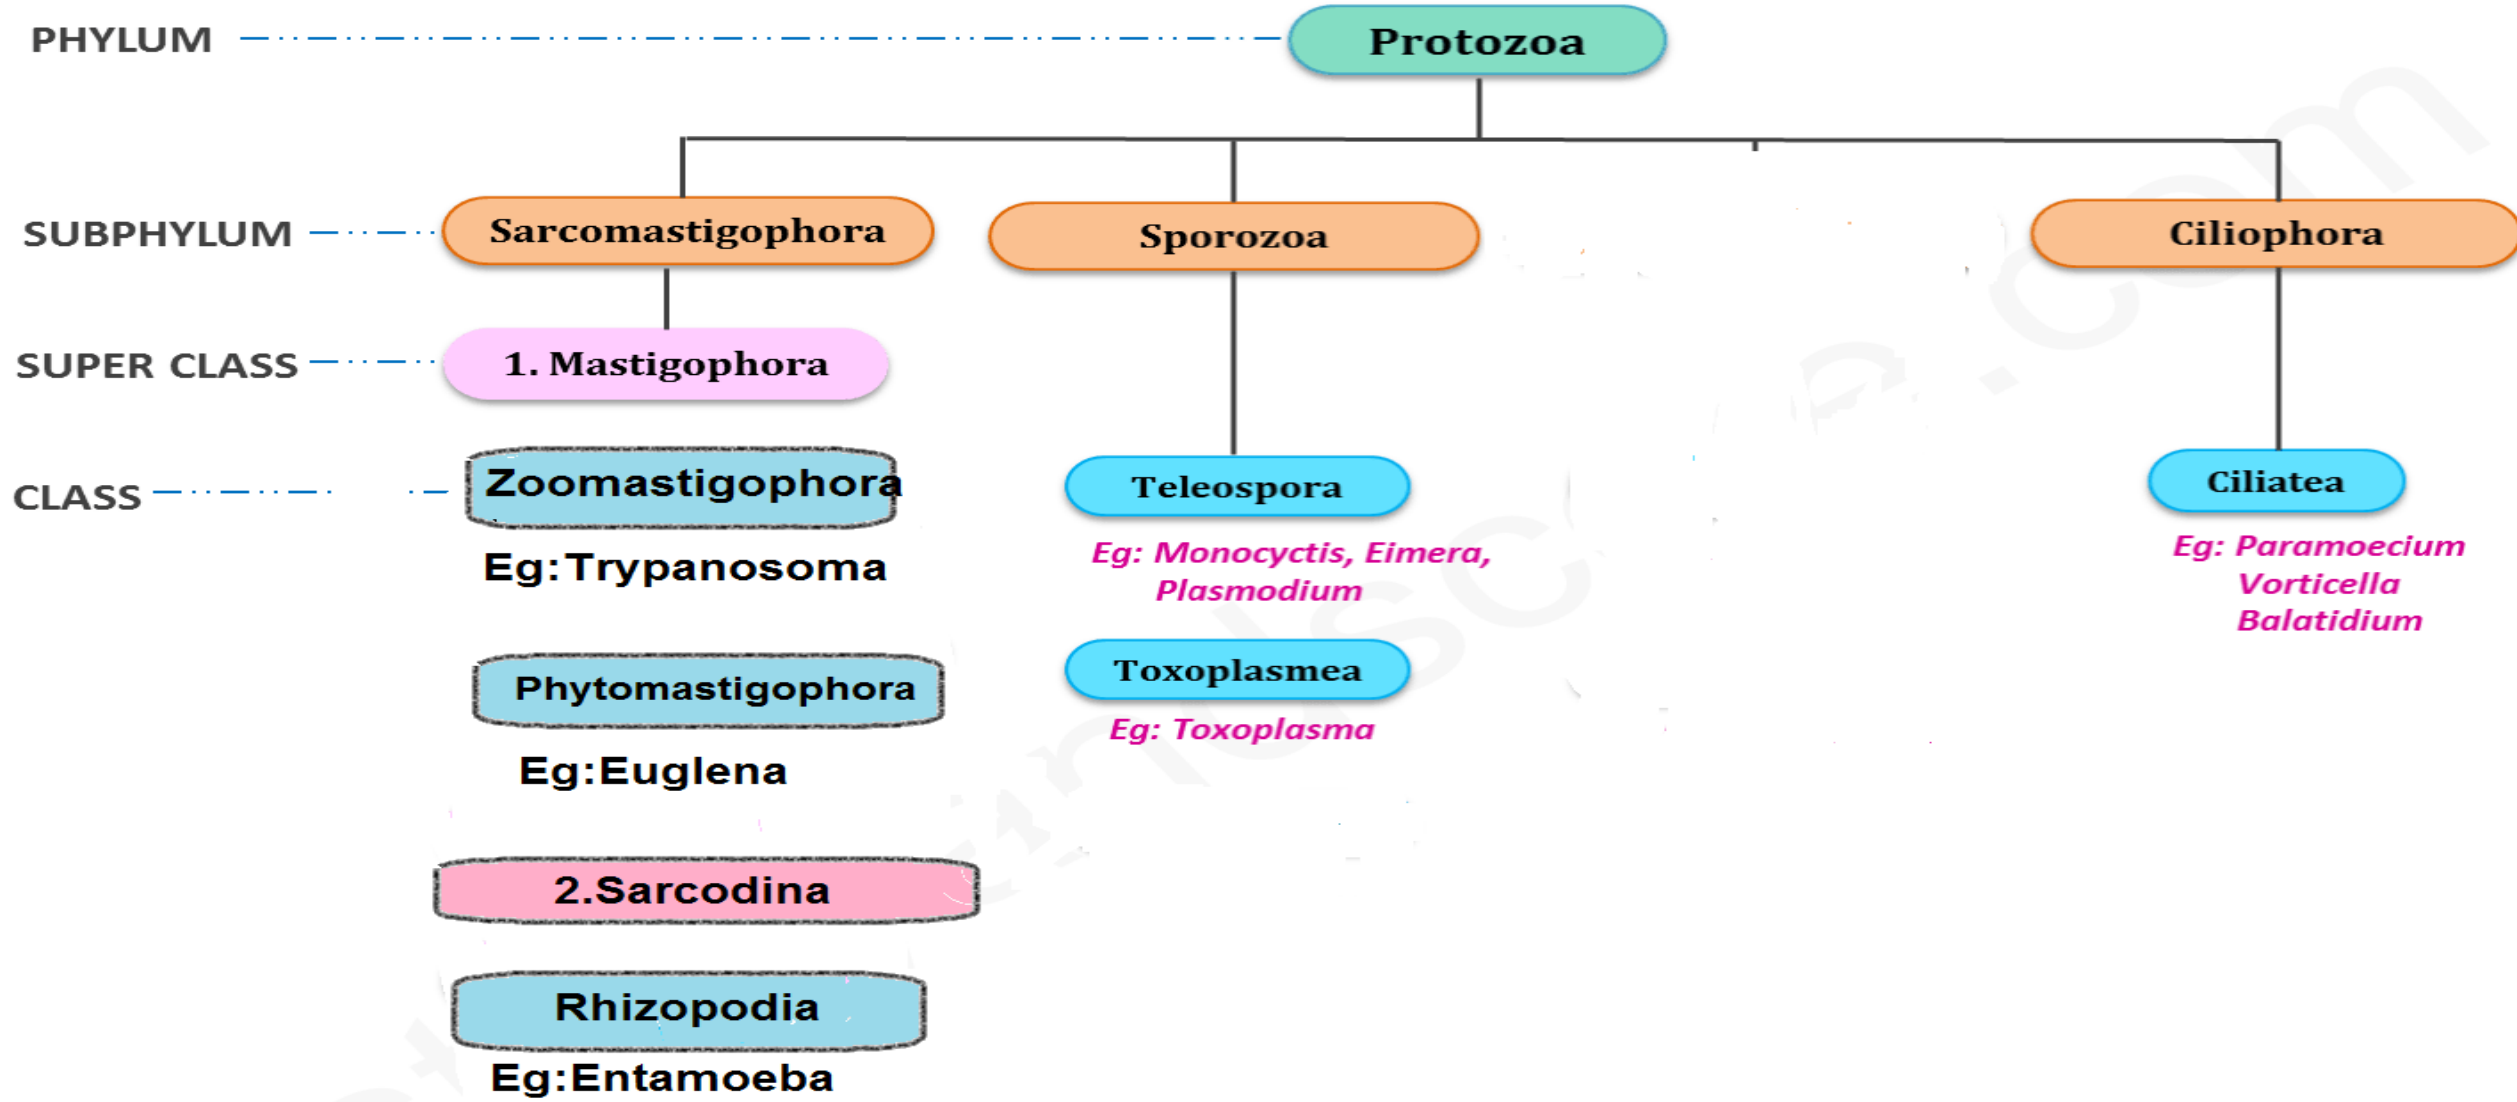 PHYLUM
Protozoa
SUBPHYLUM
Sarcomastigophora
Sporozoa
Ciliophora
SUPER CLASS
1. Mastigophora
CLASS
Zoomastigophora
Teleospora
Ciliatea
Eg:Trypanosoma
Eg: Monocyctis, Eimera,
Plasmodium
Eg: Paramoecium
Vorticella
Balatidium
Phytomastigophora
Toxoplasmea
Eg:Euglena
Eg: Toxoplasma
2.Sarcodina
Rhizopodia
Eg:Entamoeba